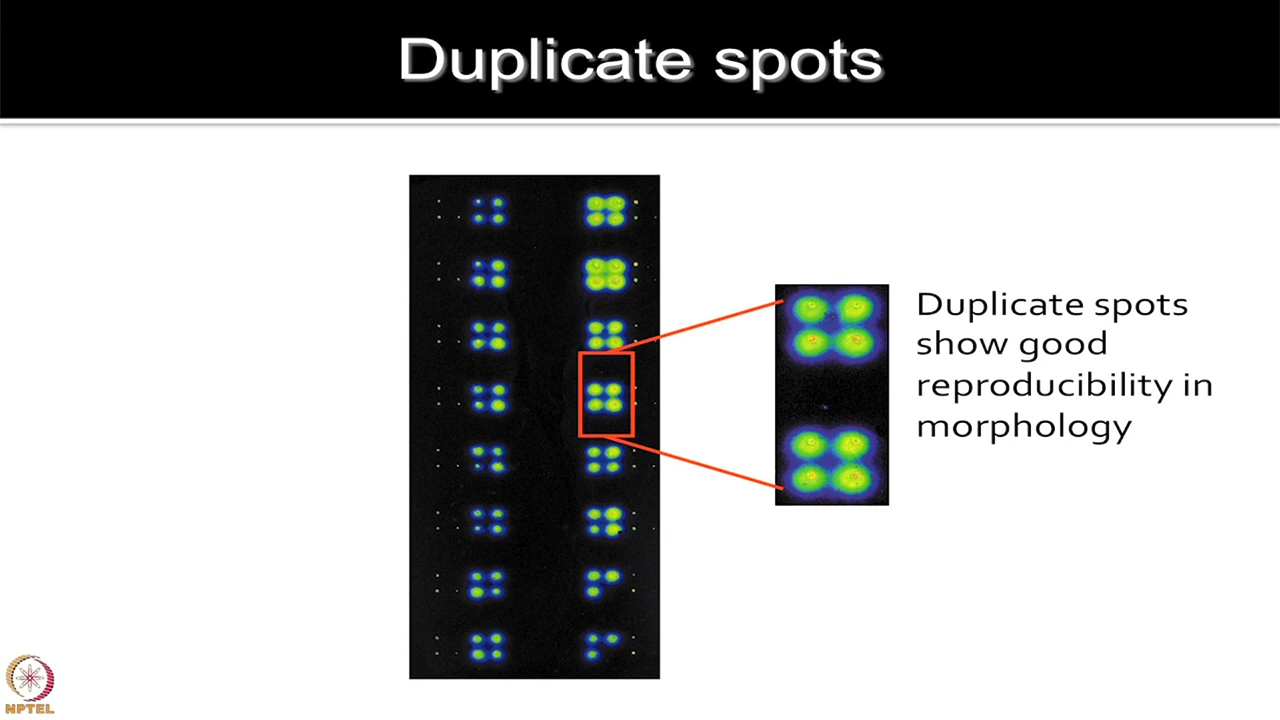 Duplicate spots
Duplicate spots
show good
reproducibility in
morphology
NPTEL